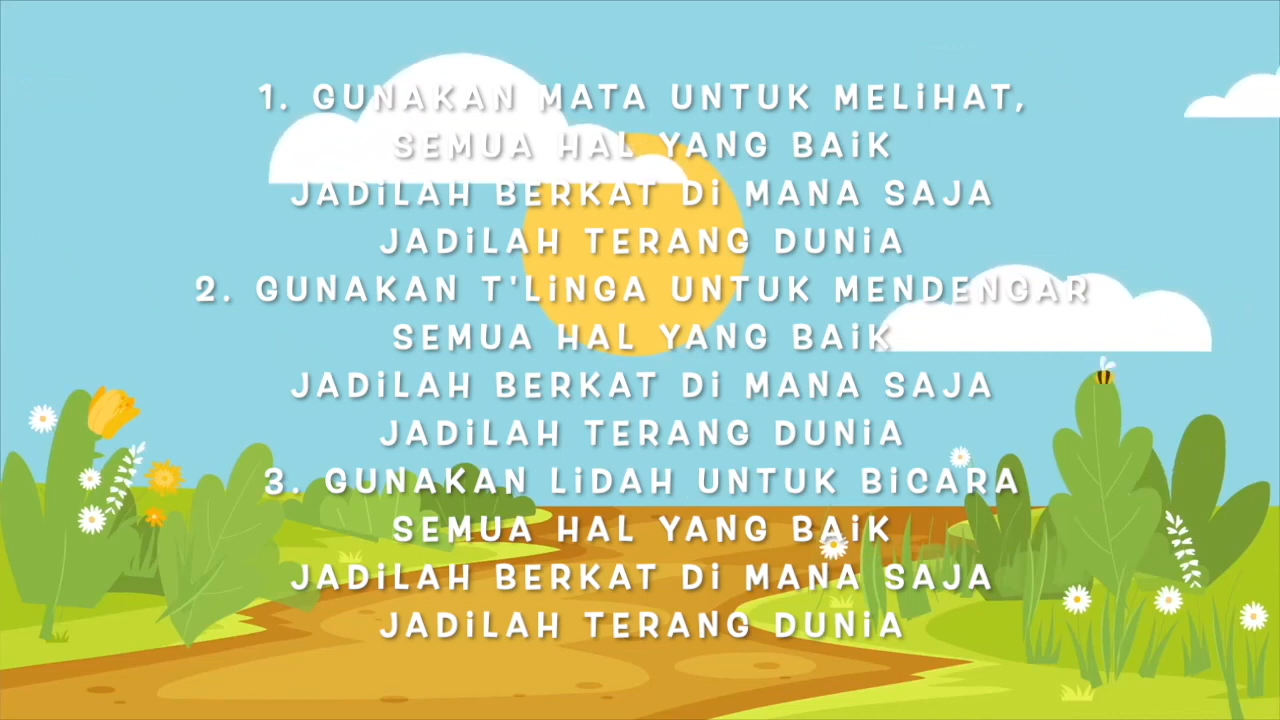 1. GUNAKAN MATA UNTUK MELiHAT,
SEMUA HAL YANG BAiK
JADiLAH BERKAT Di MANA SAJA
JADiLAH TERANG DUNiA
2. GUNAKAN T'LiNGA UNTUK MENDENGAR
SEMUA HAL YANG BAiK
JADiLAH BERKAT Di MANA SAJA
JADiLAH TERANG DUNiA
3. GUNAKAN LiDAH UNTUK BiCARA
SEMUA HAL YANG BAiK
JADiLAH BERKAT Di MANA SAJA
JADiLAH TERANG DUNiA